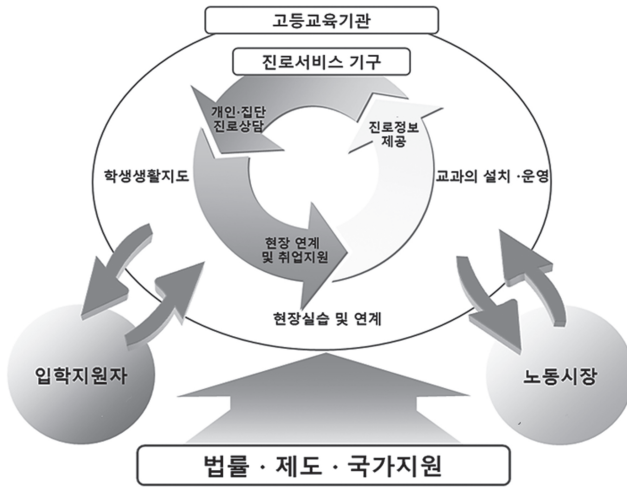 고등교육기관
진로서비스 기구
개인·집단
진로상담
진로정보
제공
학생생활지도
교과의 설치 ·운영
현장 연계
및 취업지원
현장실습 및 연계
입학지원자
노동시장
법률 · 제도 · 국가지원